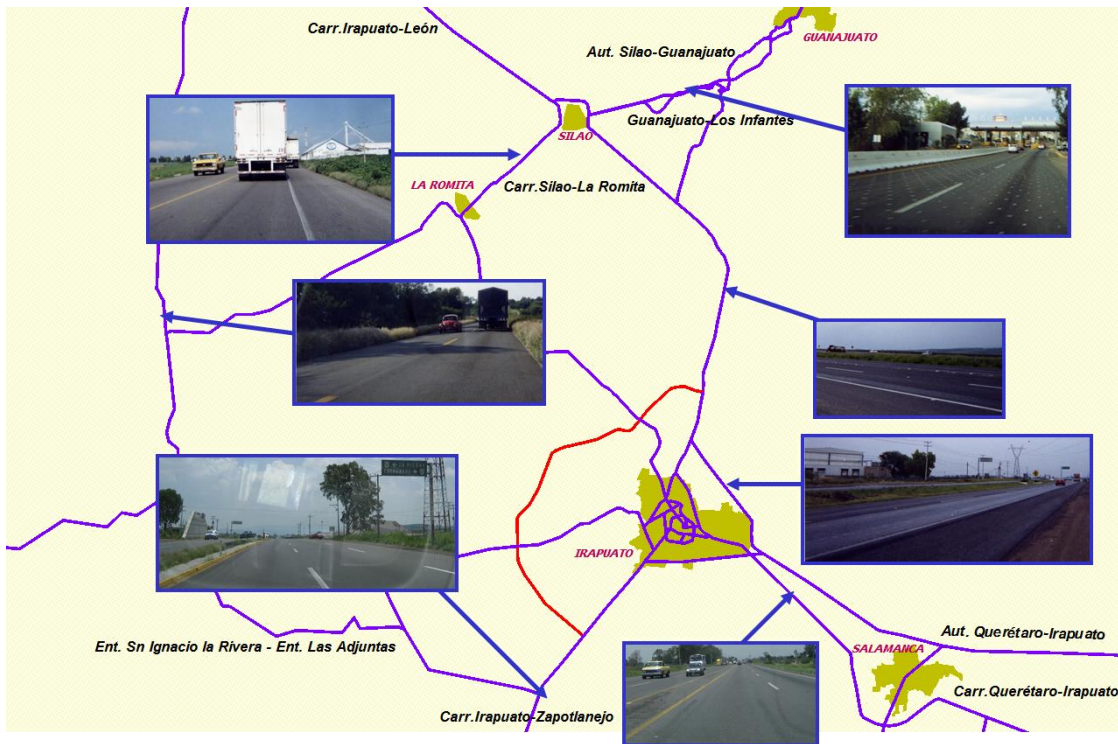 Carr.Irapuato-León
GUANAJUATO
Aut. Silao-Guanajuato
Guanajuato-Los Infantes
SILAO
LA ROMITA
Carr.Silao-La Romita
IRAPUATO
Ent. Sn Ignacio la Rivera - Ent. Las Adjuntas
Aut. Querétaro-Irapuato
SALAMANCA
Carr.Querétaro-Irapuato
Carr.Irapuato-Zapotlanejo